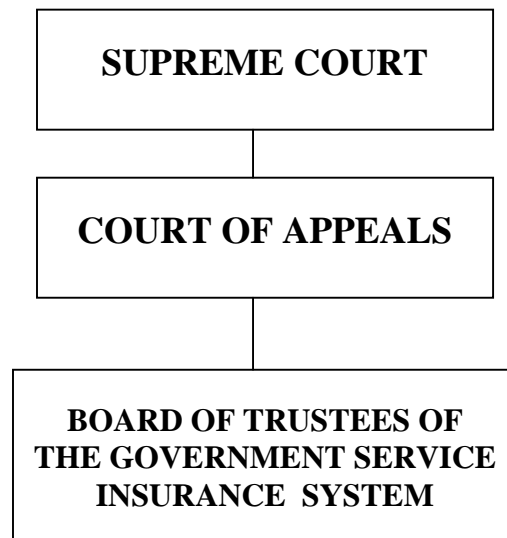 SUPREME COURT
COURT OF APPEALS
BOARD OF TRUSTEES OF
THE GOVERNMENT SERVICE
INSURANCE SYSTEM